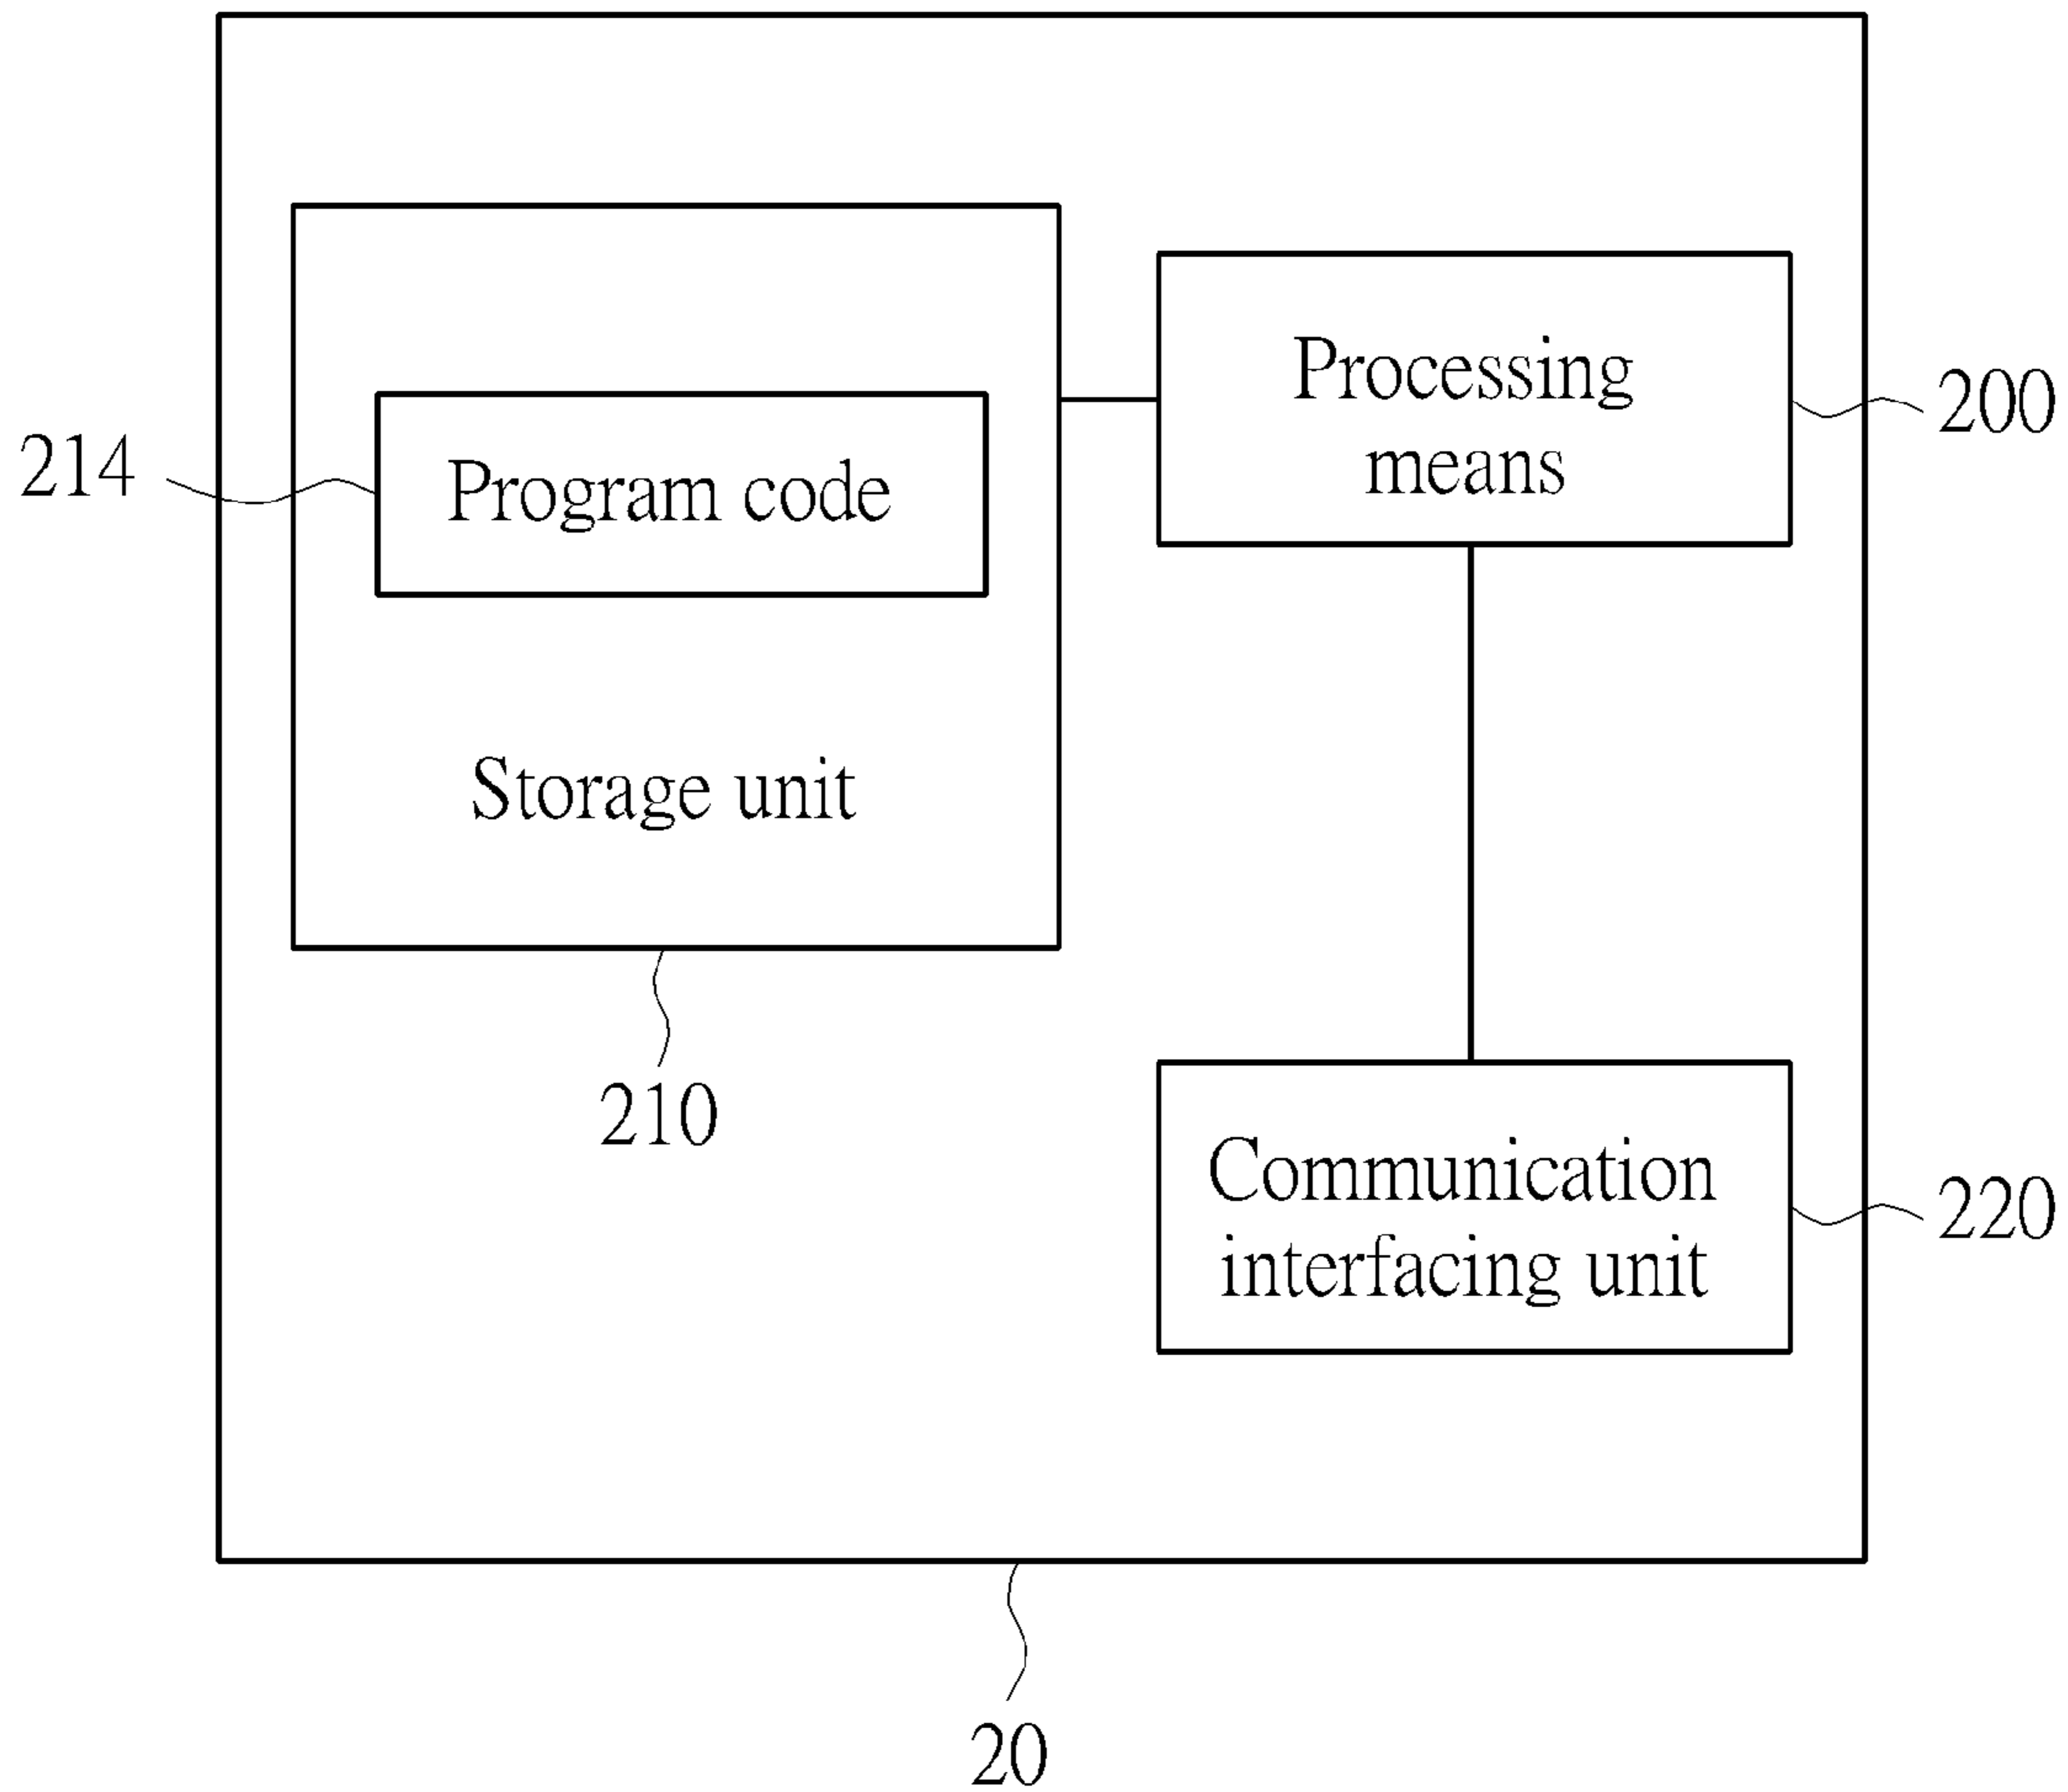 Processing
means
200
214
Program code
Storage unit
210
Communication
interfacing unit
220
20